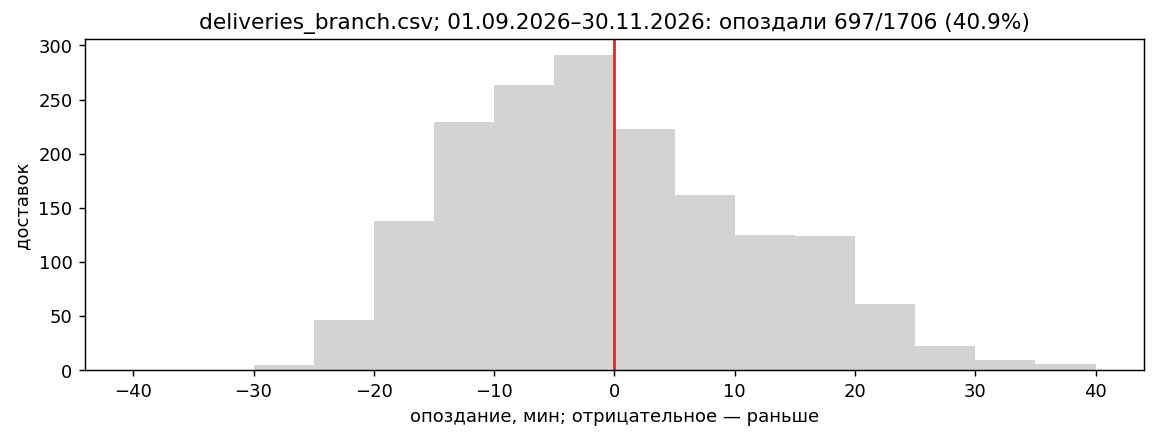 deliveries_branch.csv; 01.09.2026–30.11.2026: опоздали 697/1706 (40.9%)
300
250
200
150
100
50
0
доставок
−40 −30 −20 −10 0 10 20 30 40
опоздание, мин; отрицательное — раньше